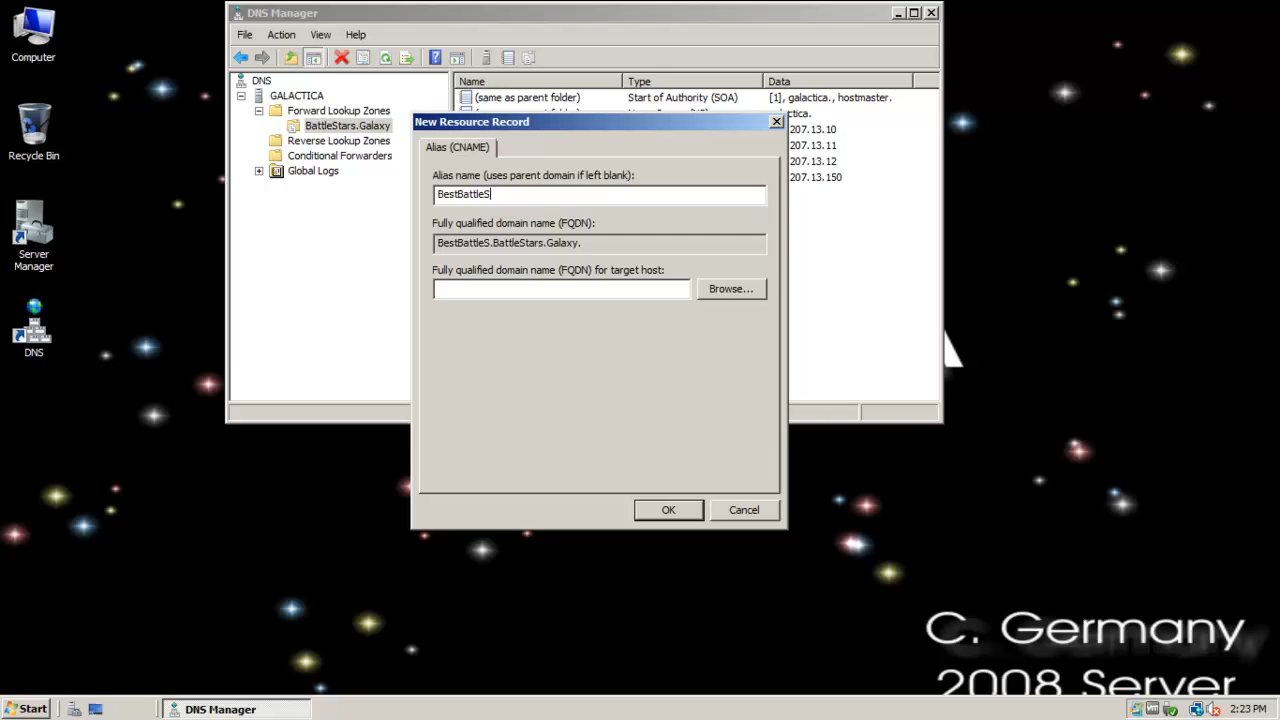 DNS Manager
File Action View Help
Computer
Recycle Bin
Server
Manager
DNS
DNS
GALACTICA
Forward Lookup Zones
BattleStars.Galaxy
Reverse Lookup Zones
Conditional Forwarders
Global Logs
Name Type Data
(same as parent folder) Start of Authority (SOA) [1], galactica., hostmaster.
ctica.
207.13.10
207.13.11
207.13.12
207.13.150
New Resource Record
Alias (CNAME)
Alias name (uses parent domain if left blank):
BestBattleS
Fully qualified domain name (FQDN):
BestBattleS.BattleStars.Galaxy.
Fully qualified domain name (FQDN) for target host:
Browse...
OK Cancel
C. Germany
2008 Server
Start DNS Manager 2:23 PM